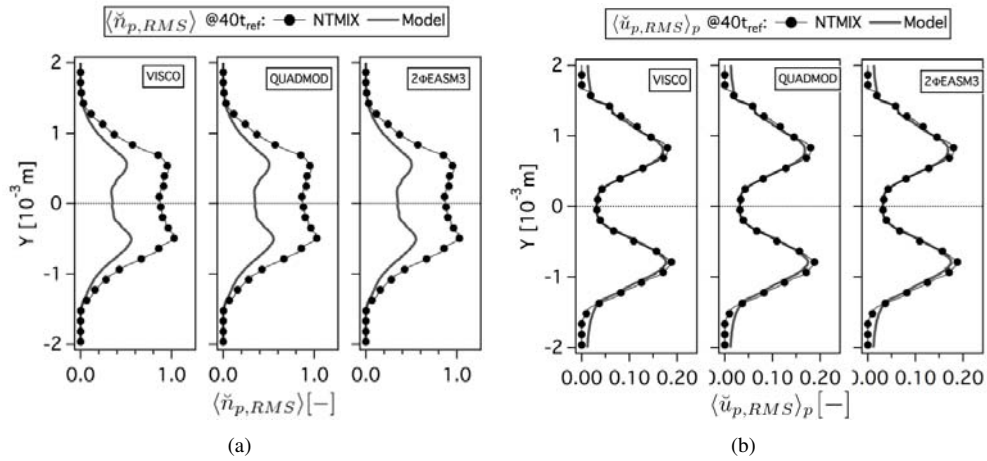 ⟨n̆p,RMS⟩ @40tref: NTMIX Model
VISCO QUADMOD 2ΦEASM3
2
1
0
-1
-2
Y [10-3m]
0.0 1.0 0.0 1.0 0.0 1.0
⟨n̆p,RMS⟩[−]
(a)
⟨ŭp,RMS⟩p @40tref: NTMIX Model
VISCO QUADMOD 2ΦEASM3
2
1
0
-1
-2
Y [10-3m]
0.00 0.10 0.20 0.00 0.10 0.20 0.00 0.10 0.20
⟨ŭp,RMS⟩p[−]
(b)